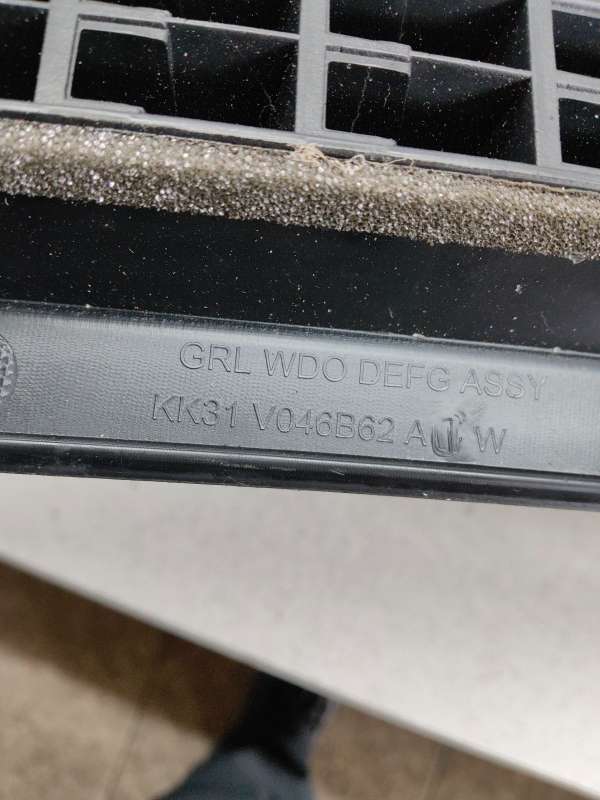 GRL WDO DEFG ASSY
KK31 V046B62 A W